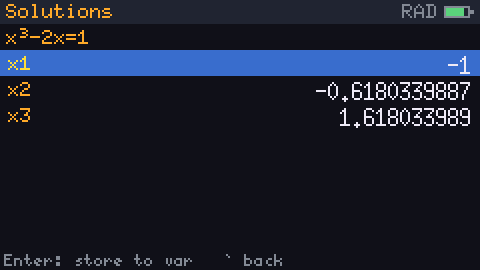 Solutions RAD
x³-2x=1
x1 -1
x2 -0.6180339887
x3 1.618033989
Enter: store to var ` back